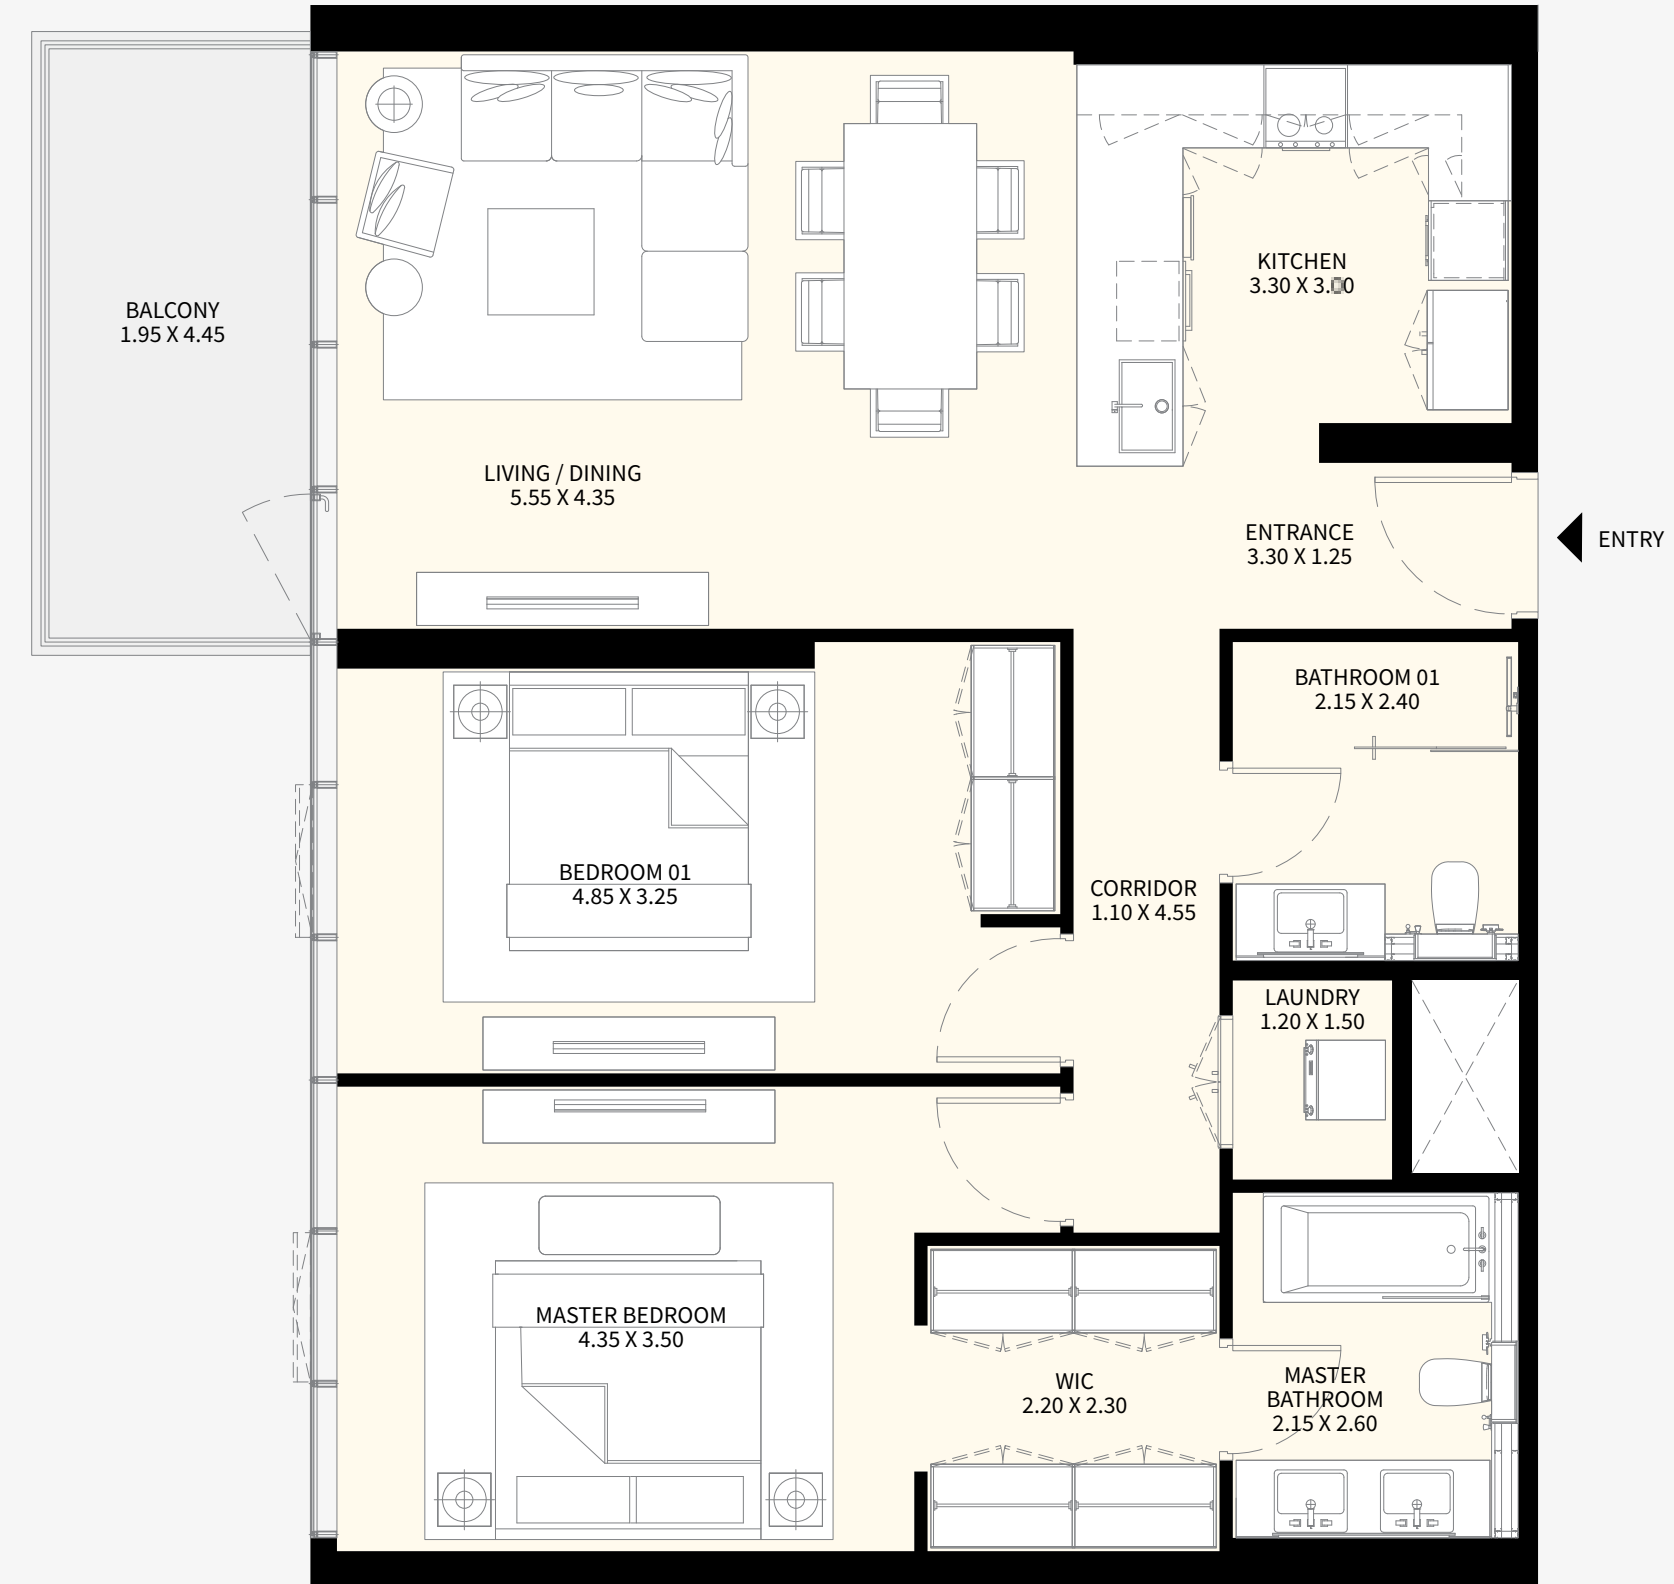 KITCHEN
3.30 X 3.
BALCONY
1.95 X 4.45
LIVING / DINING
5.55 X 4.35
ENTRANCE
3.30 X 1.25
ENTRY
BATHROOM 01
2.15 X 2.40
BEDROOM 01
4.85 X 3.25
CORRIDOR
1.10 X 4.55
LAUNDRY
1.20 X 1.50
MASTER BEDROOM
4.35 X 3.50
WIC
2.20 X 2.30
MASTER
BATHROOM
2.15 X 2.60